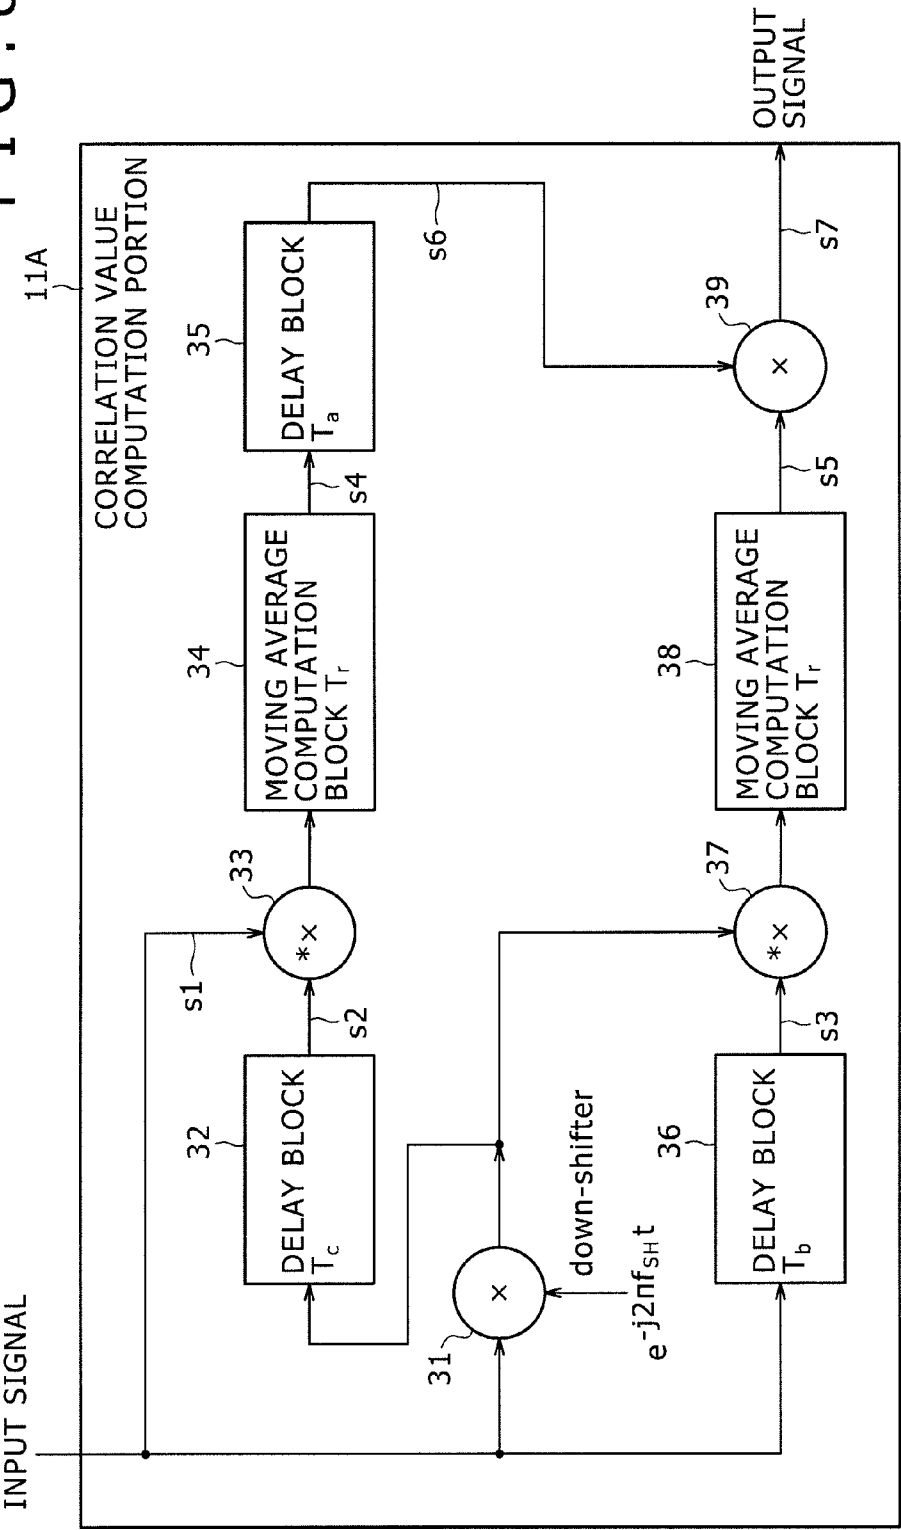 INPUT SIGNAL
11A
CORRELATION VALUE
COMPUTATION PORTION
s1
32
DELAY BLOCK
Tc
s2
33
*×
34
MOVING AVERAGE
COMPUTATION
BLOCK Tr
s4
35
DELAY BLOCK
Ta
s6
31
×
down-shifter
e-j2πfSHt
36
DELAY BLOCK
Tb
s3
37
*×
38
MOVING AVERAGE
COMPUTATION
BLOCK Tr
s5
39
×
s7
OUTPUT
SIGNAL